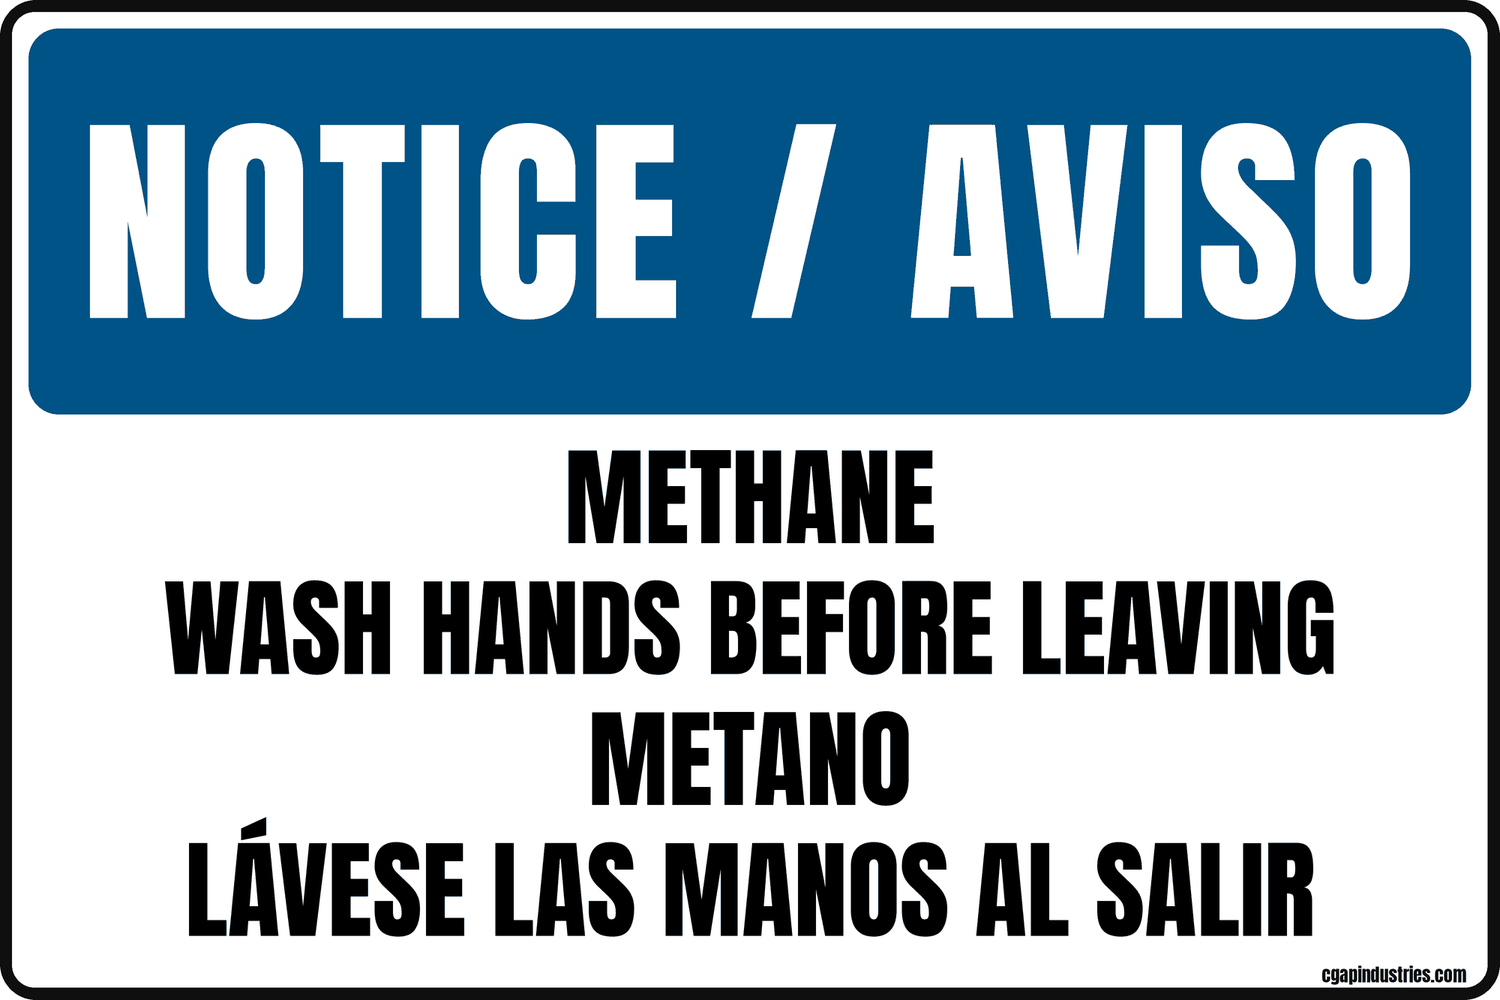 NOTICE / AVISO
METHANE
WASH HANDS BEFORE LEAVING
METANO
LÁVESE LAS MANOS AL SALIR
cgapindustries.com